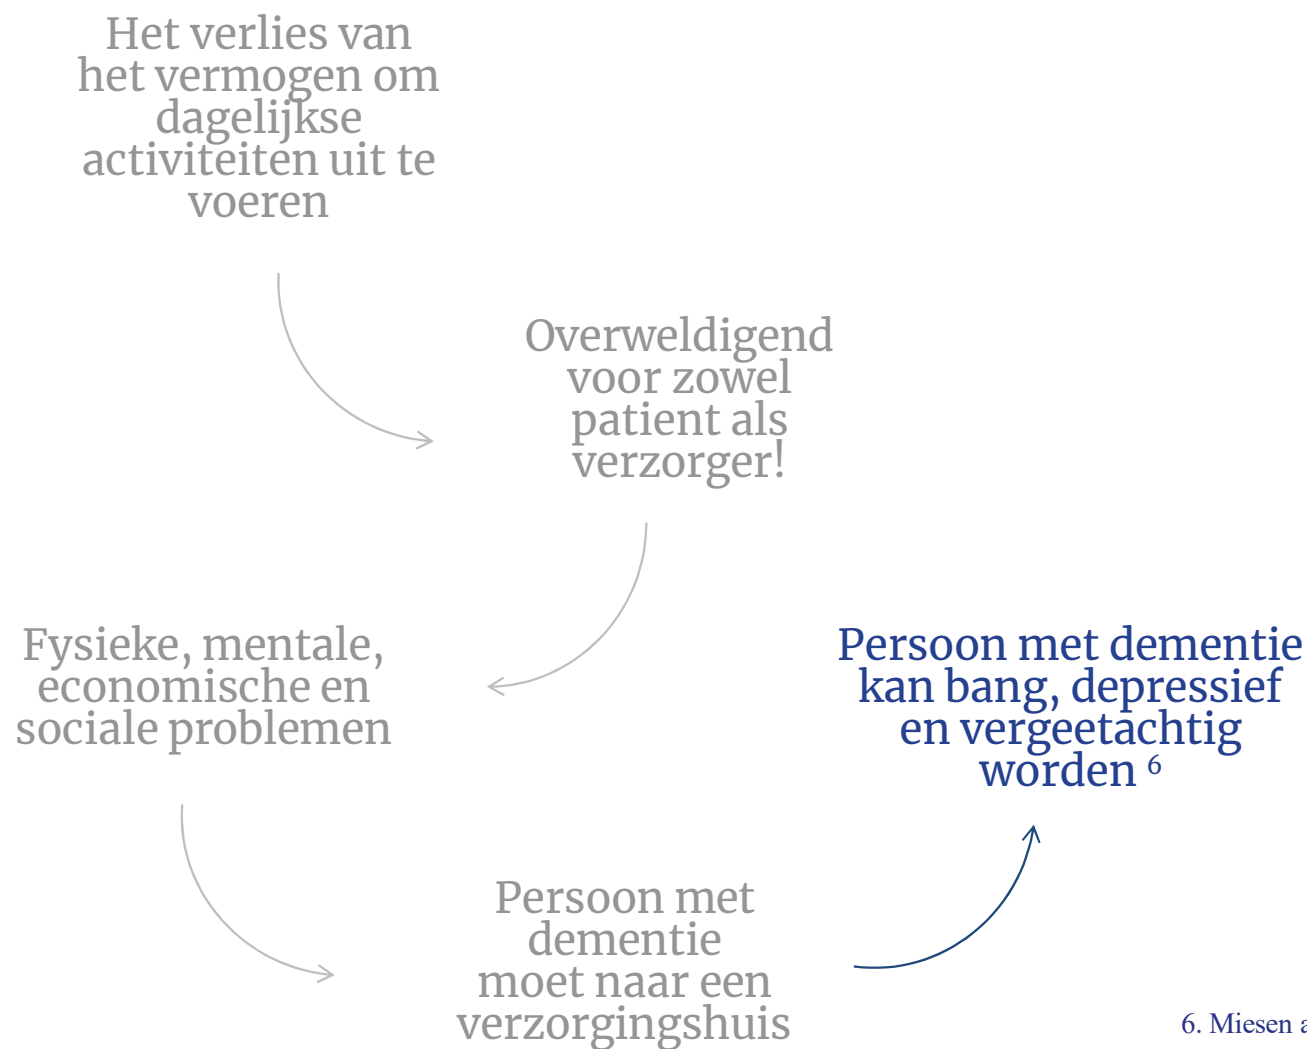 Het verlies van
het vermogen om
dagelijkse
activiteiten uit te
voeren
Overweldigend
voor zowel
patient als
verzorger!
Fysieke, mentale,
economische en
sociale problemen
Persoon met dementie
kan bang, depressief
en vergeetachtig
worden 6
Persoon met
dementie
moet naar een
verzorgingshuis
6. Miesen